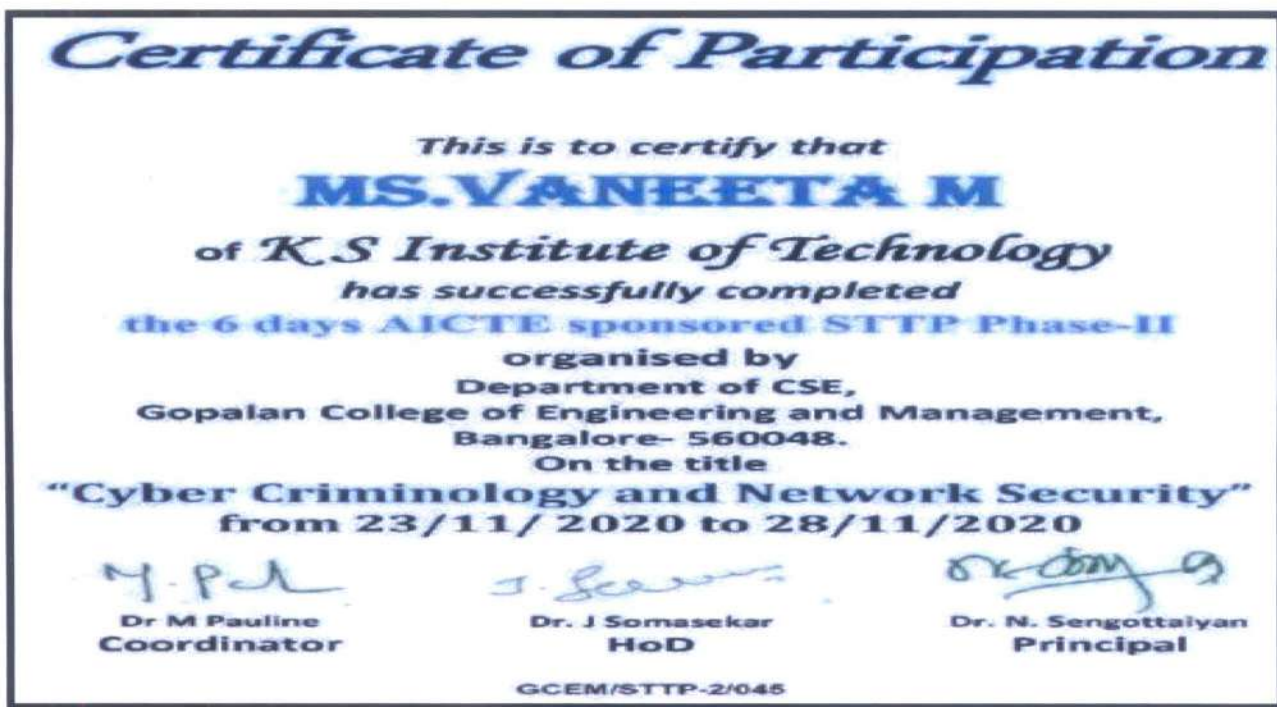 Certificate of Participation
This is to certify that
MS.VANEETA M
of K S Institute of Technology
has successfully completed
the 6 days AICTE sponsored STTP Phase-II
organised by
Department of CSE,
Gopalan College of Engineering and Management,
Bangalore- 560048.
On the title
“Cyber Criminology and Network Security”
from 23/11/ 2020 to 28/11/2020
M. Pal
J. Som
Dr M Pauline Dr. J Somasekar Dr. N. Sengottaiyan
Coordinator HoD Principal
GCEM/STTP-2/045